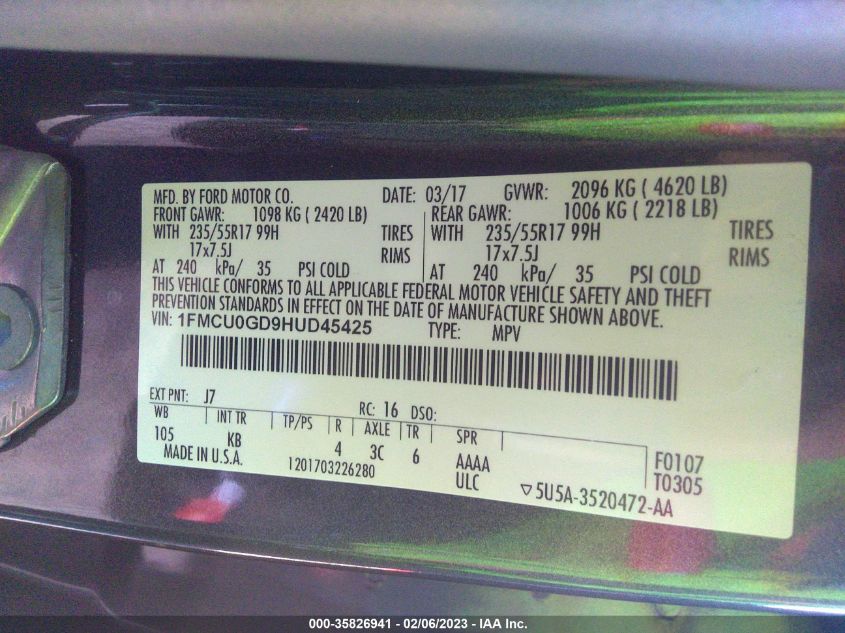 MFD. BY FORD MOTOR CO. DATE: 03/17 GVWR: 2096 KG ( 4620 LB)
FRONT GAWR: 1098 KG ( 2420 LB) REAR GAWR: 1006 KG ( 2218 LB)
WITH 235/55R17 99H TIRES WITH 235/55R17 99H TIRES
17x7.5J RIMS 17x7.5J RIMS
AT 240 kPa/ 35 PSI COLD AT 240 kPa/ 35 PSI COLD
THIS VEHICLE CONFORMS TO ALL APPLICABLE FEDERAL MOTOR VEHICLE SAFETY AND THEFT
PREVENTION STANDARDS IN EFFECT ON THE DATE OF MANUFACTURE SHOWN ABOVE.
VIN: 1FMCU0GD9HUD45425 TYPE: MPV
EXT PNT: J7 RC: 16 DSO:
WB INT TR TP/PS R AXLE TR SPR
105 KB 4 3C 6 AAAA F0107
MADE IN U.S.A. 1201703226280 ULC T0305
▽5U5A-3520472-AA
000-35826941 - 02/06/2023 - IAA Inc.